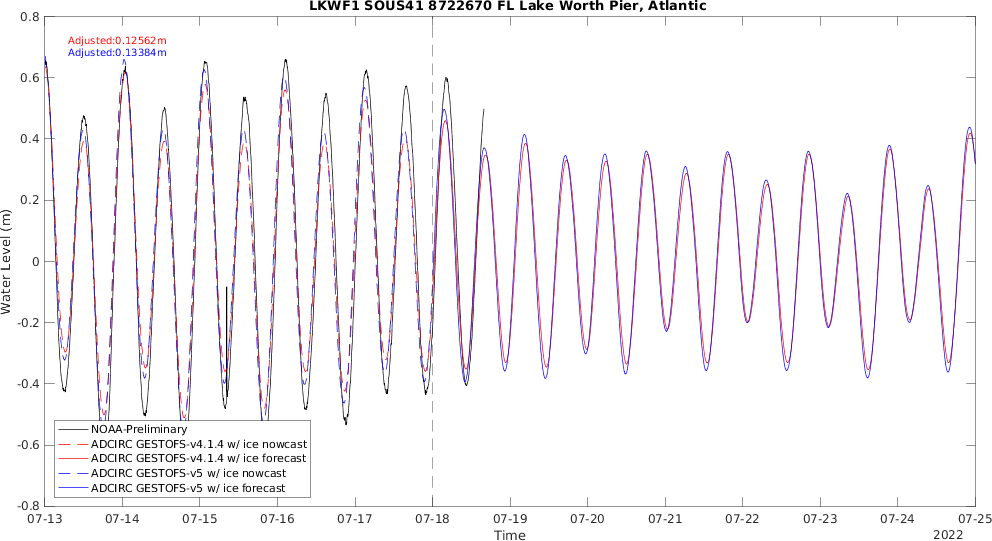 LKWF1 SOUS41 8722670 FL Lake Worth Pier, Atlantic
Adjusted:0.12562m
Adjusted:0.13384m
Water Level (m)
0.8
0.6
0.4
0.2
0
-0.2
-0.4
-0.6
-0.8
NOAA-Preliminary
ADCIRC GESTOFS-v4.1.4 w/ ice nowcast
ADCIRC GESTOFS-v4.1.4 w/ ice forecast
ADCIRC GESTOFS-v5 w/ ice nowcast
ADCIRC GESTOFS-v5 w/ ice forecast
07-13 07-14 07-15 07-16 07-17 07-18 07-19 07-20 07-21 07-22 07-23 07-24 07-25
Time
2022